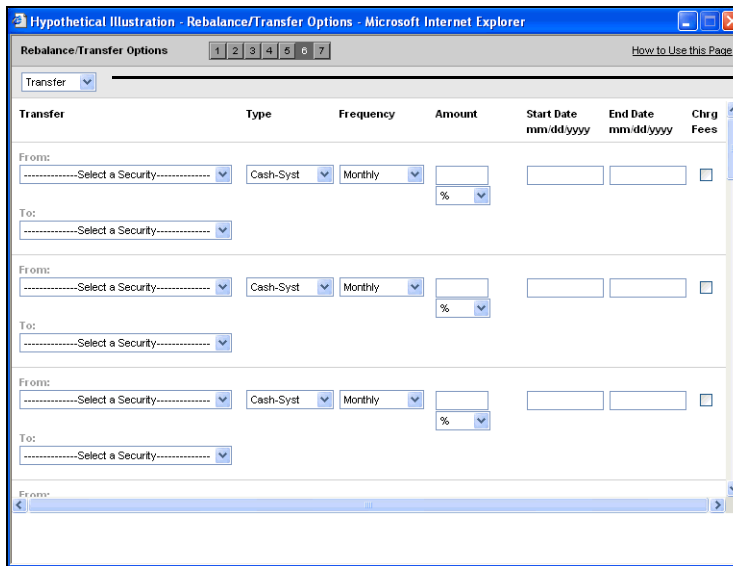 Hypothetical Illustration - Rebalance/Transfer Options - Microsoft Internet Explorer
Rebalance/Transfer Options 1 2 3 4 5 6 7 How to Use this Page
Transfer
Transfer Type Frequency Amount Start Date mm/dd/yyyy End Date mm/dd/yyyy Chrg Fees
From:
--------------Select a Security-------------- Cash-Syst Monthly
%
To:
--------------Select a Security--------------
From:
--------------Select a Security-------------- Cash-Syst Monthly
%
To:
--------------Select a Security--------------
From:
--------------Select a Security-------------- Cash-Syst Monthly
%
To:
--------------Select a Security--------------
From: